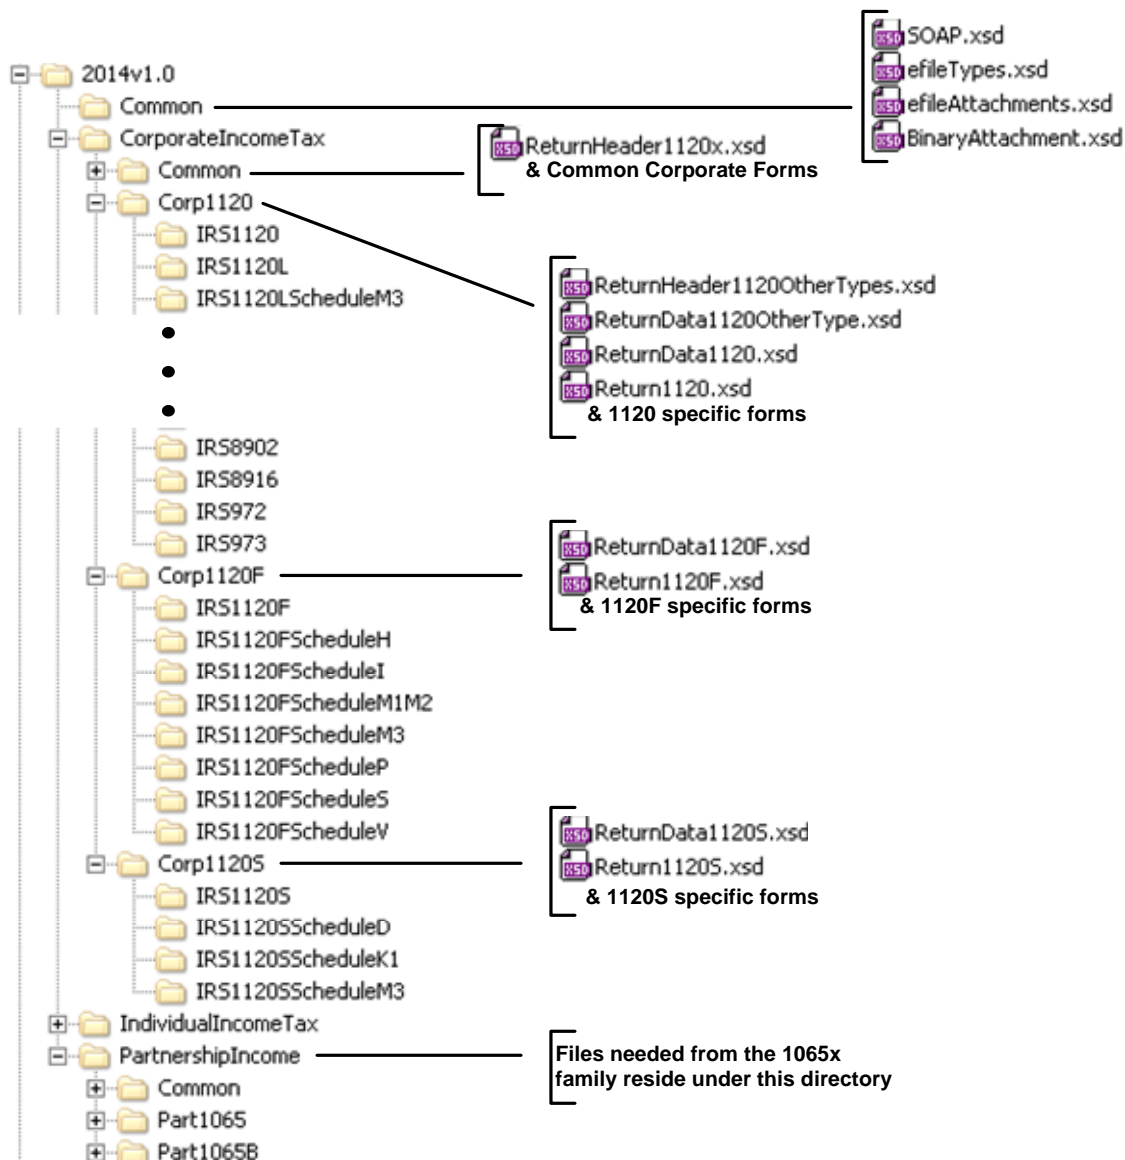 2014v1.0
Common
SOAP.xsd
efileTypes.xsd
efileAttachments.xsd
BinaryAttachment.xsd
CorporateIncomeTax
Common
ReturnHeader1120x.xsd
& Common Corporate Forms
Corp1120
ReturnHeader1120OtherTypes.xsd
ReturnData1120OtherType.xsd
ReturnData1120.xsd
Return1120.xsd
& 1120 specific forms
IRS1120
IRS1120L
IRS1120LScheduleM3
IRS8902
IRS8916
IRS972
IRS973
Corp1120F
ReturnData1120F.xsd
Return1120F.xsd
& 1120F specific forms
IRS1120F
IRS1120FScheduleH
IRS1120FScheduleI
IRS1120FScheduleM1M2
IRS1120FScheduleM3
IRS1120FScheduleP
IRS1120FScheduleS
IRS1120FScheduleV
Corp1120S
ReturnData1120S.xsd
Return1120S.xsd
& 1120S specific forms
IRS1120S
IRS1120SScheduleD
IRS1120SScheduleK1
IRS1120SScheduleM3
IndividualIncomeTax
PartnershipIncome
Files needed from the 1065x
family reside under this directory
Common
Part1065
Part1065B